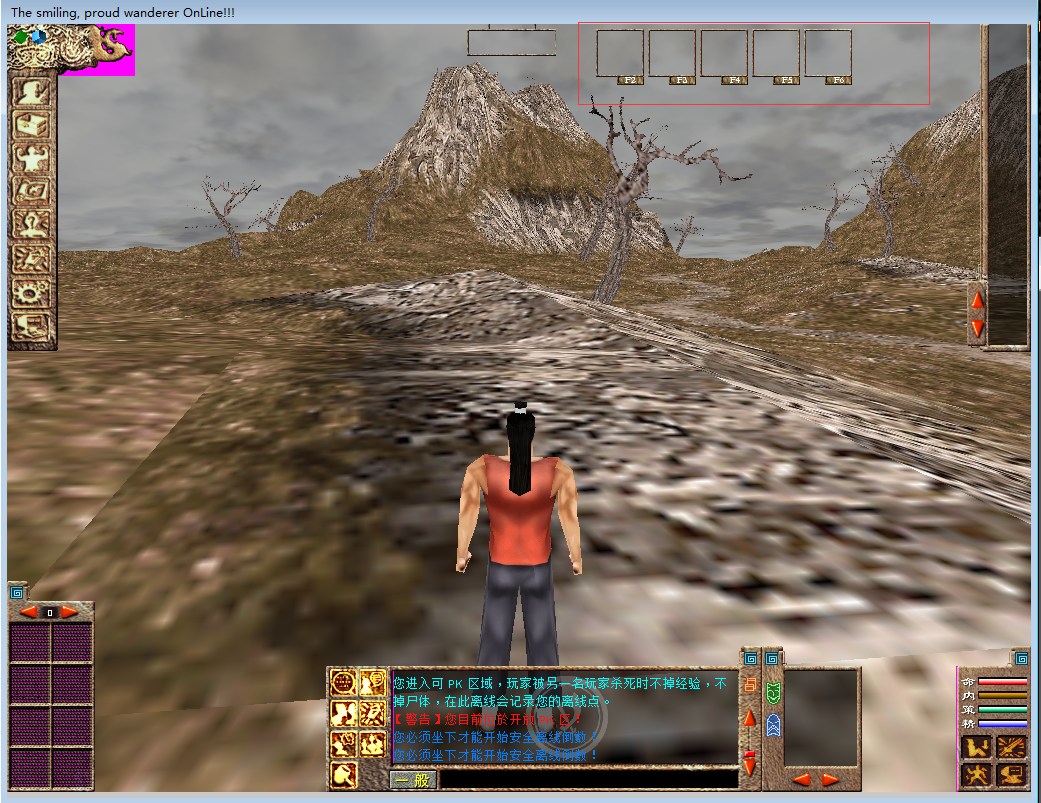 The smiling, proud wanderer OnLine!!!
F2 F3 F4 F5 F6
0
您进入可 PK 区域，玩家被另一名玩家杀死时不掉经验，不
掉尸体，在此离线会记录您的离线点。
【警告】您目前处於开放PK区！
您必须坐下才能开始安全离线倒数！
您必须坐下才能开始安全离线倒数！
一般
命
内
策
精